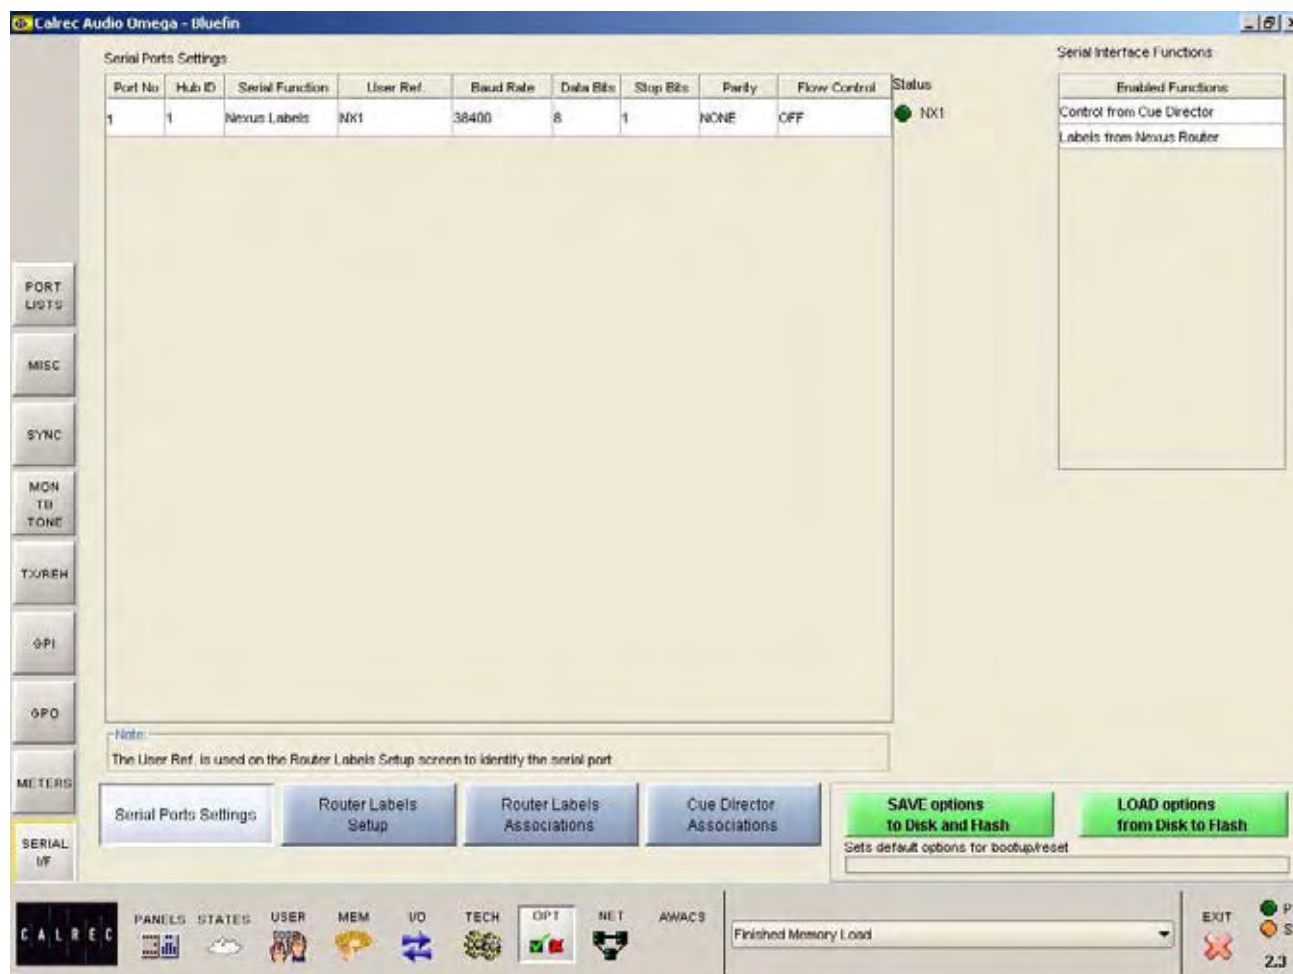 Calrec Audio Omega - Bluefin
Serial Ports Settings
Serial Interface Functions
Port No Hub ID Serial Function User Ref. Baud Rate Data Bits Stop Bits Parity Flow Control
Status
Enabled Functions
1 1 Nexus Labels NX1 38400 8 1 NONE OFF
NX1
Control from Cue Director
Labels from Nexus Router
PORT
LISTS
MISC
SYNC
MON
TB
TONE
TX/REH
GPI
GPO
METERS
SERIAL
I/F
Note:
The User Ref. is used on the Router Labels Setup screen to identify the serial port
Serial Ports Settings
Router Labels
Setup
Router Labels
Associations
Cue Director
Associations
SAVE options
to Disk and Flash
LOAD options
from Disk to Flash
Sets default options for bootup/reset
CALREC
PANELS STATES USER MEM I/O TECH OPT NET AWACS
Finished Memory Load
EXIT
P
S
2.3